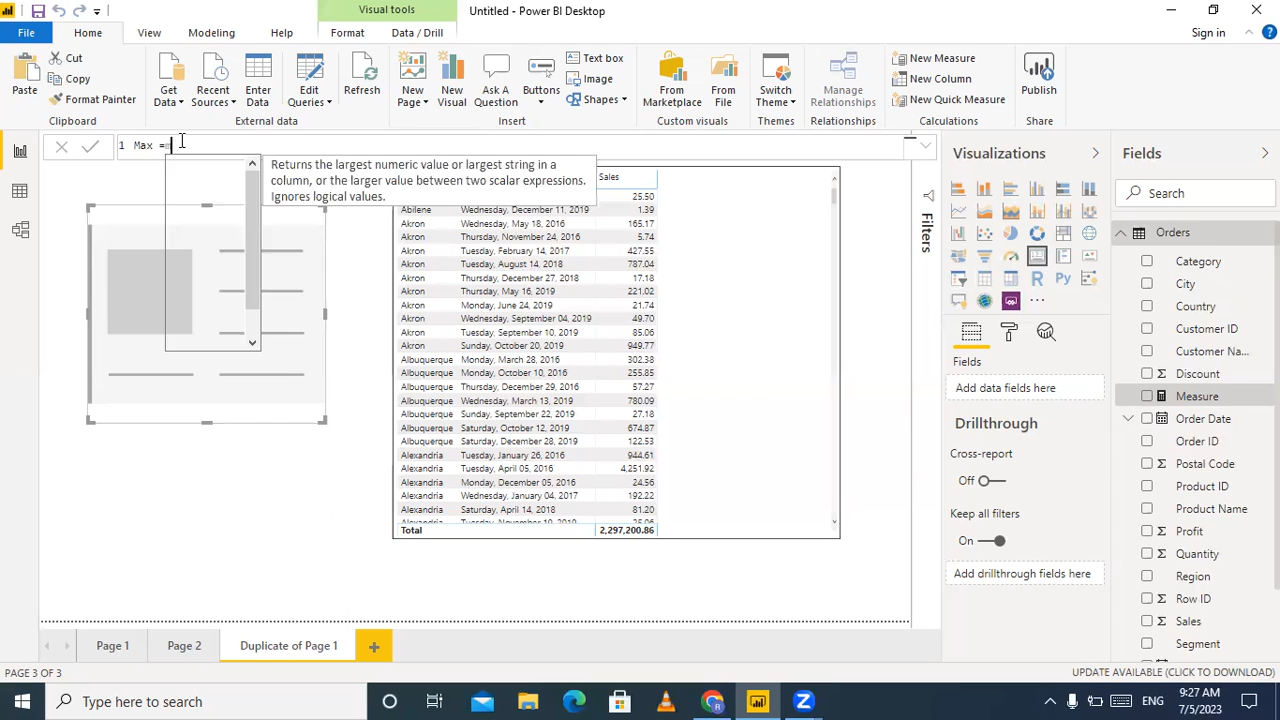 Visual tools
Untitled - Power BI Desktop
File
Home
View
Modeling
Help
Format
Data / Drill
Sign in
Paste
Cut
Copy
Format Painter
Clipboard
Get Data
Recent Sources
Enter Data
Edit Queries
Refresh
External data
New Page
New Visual
Ask A Question
Buttons
Text box
Image
Shapes
Insert
From Marketplace
From File
Custom visuals
Switch Theme
Themes
Manage Relationships
Relationships
New Measure
New Column
New Quick Measure
Calculations
Publish
Share
1 Max =
Returns the largest numeric value or largest string in a
column, or the larger value between two scalar expressions.
Ignores logical values.
Sales
25.50
Abilene Wednesday, December 11, 2019 1.39
Akron Wednesday, May 18, 2016 165.17
Akron Thursday, November 24, 2016 5.74
Akron Tuesday, February 14, 2017 427.55
Akron Tuesday, August 14, 2018 787.04
Akron Thursday, December 27, 2018 17.18
Akron Thursday, May 16, 2019 221.02
Akron Monday, June 24, 2019 21.74
Akron Wednesday, September 04, 2019 49.70
Akron Tuesday, September 10, 2019 85.06
Akron Sunday, October 20, 2019 949.77
Albuquerque Monday, March 28, 2016 302.38
Albuquerque Monday, October 10, 2016 255.85
Albuquerque Thursday, December 29, 2016 57.27
Albuquerque Wednesday, March 13, 2019 780.09
Albuquerque Sunday, September 22, 2019 27.18
Albuquerque Saturday, October 12, 2019 674.87
Albuquerque Saturday, December 28, 2019 122.53
Alexandria Tuesday, January 26, 2016 944.61
Alexandria Tuesday, April 05, 2016 4,251.92
Alexandria Monday, December 05, 2016 24.56
Alexandria Wednesday, January 04, 2017 192.22
Alexandria Saturday, April 14, 2018 81.20
Alexandria Tuesday, November 19, 2019 25.06
Total 2,297,200.86
Filters
Visualizations
R
Py
Fields
Add data fields here
Drillthrough
Cross-report
Off
Keep all filters
On
Add drillthrough fields here
Fields
Search
Orders
Category
City
Country
Customer ID
Customer Na...
Discount
Measure
Order Date
Order ID
Postal Code
Product ID
Product Name
Profit
Quantity
Region
Row ID
Sales
Segment
Page 1
Page 2
Duplicate of Page 1
PAGE 3 OF 3
UPDATE AVAILABLE (CLICK TO DOWNLOAD)
Type here to search
ENG
9:27 AM
7/5/2023